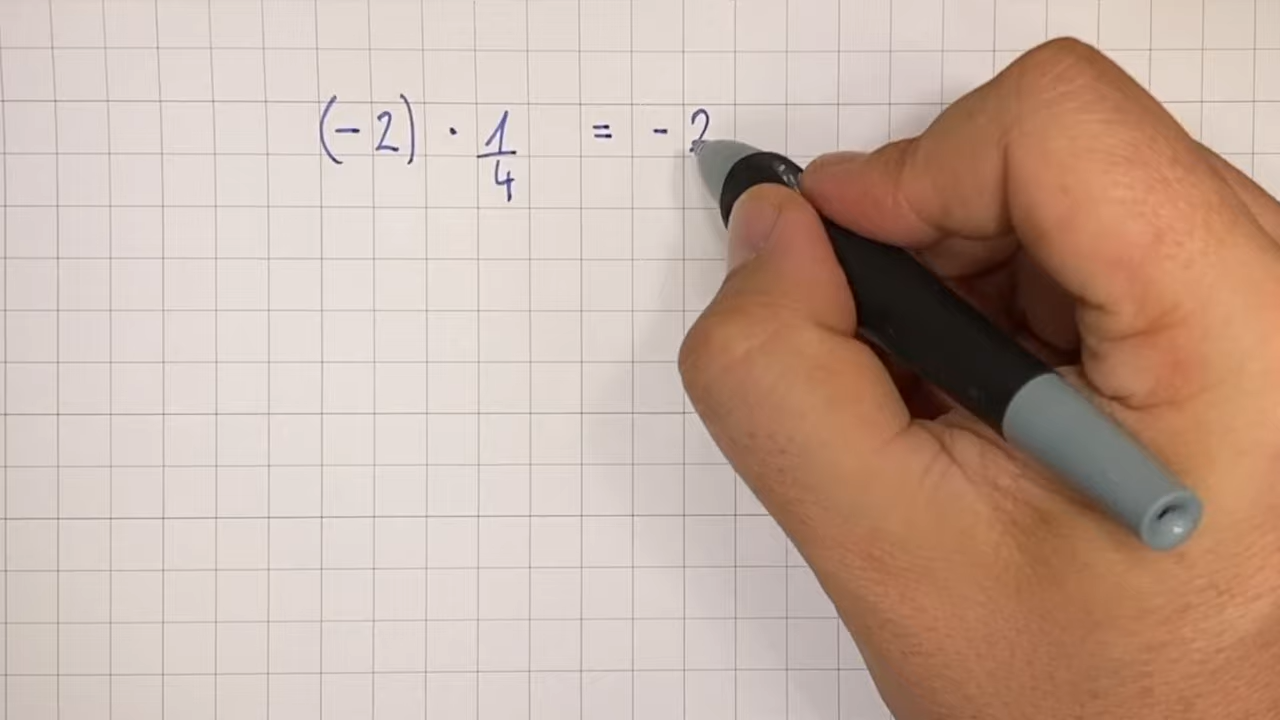 (-2) · 1/4 = - 2